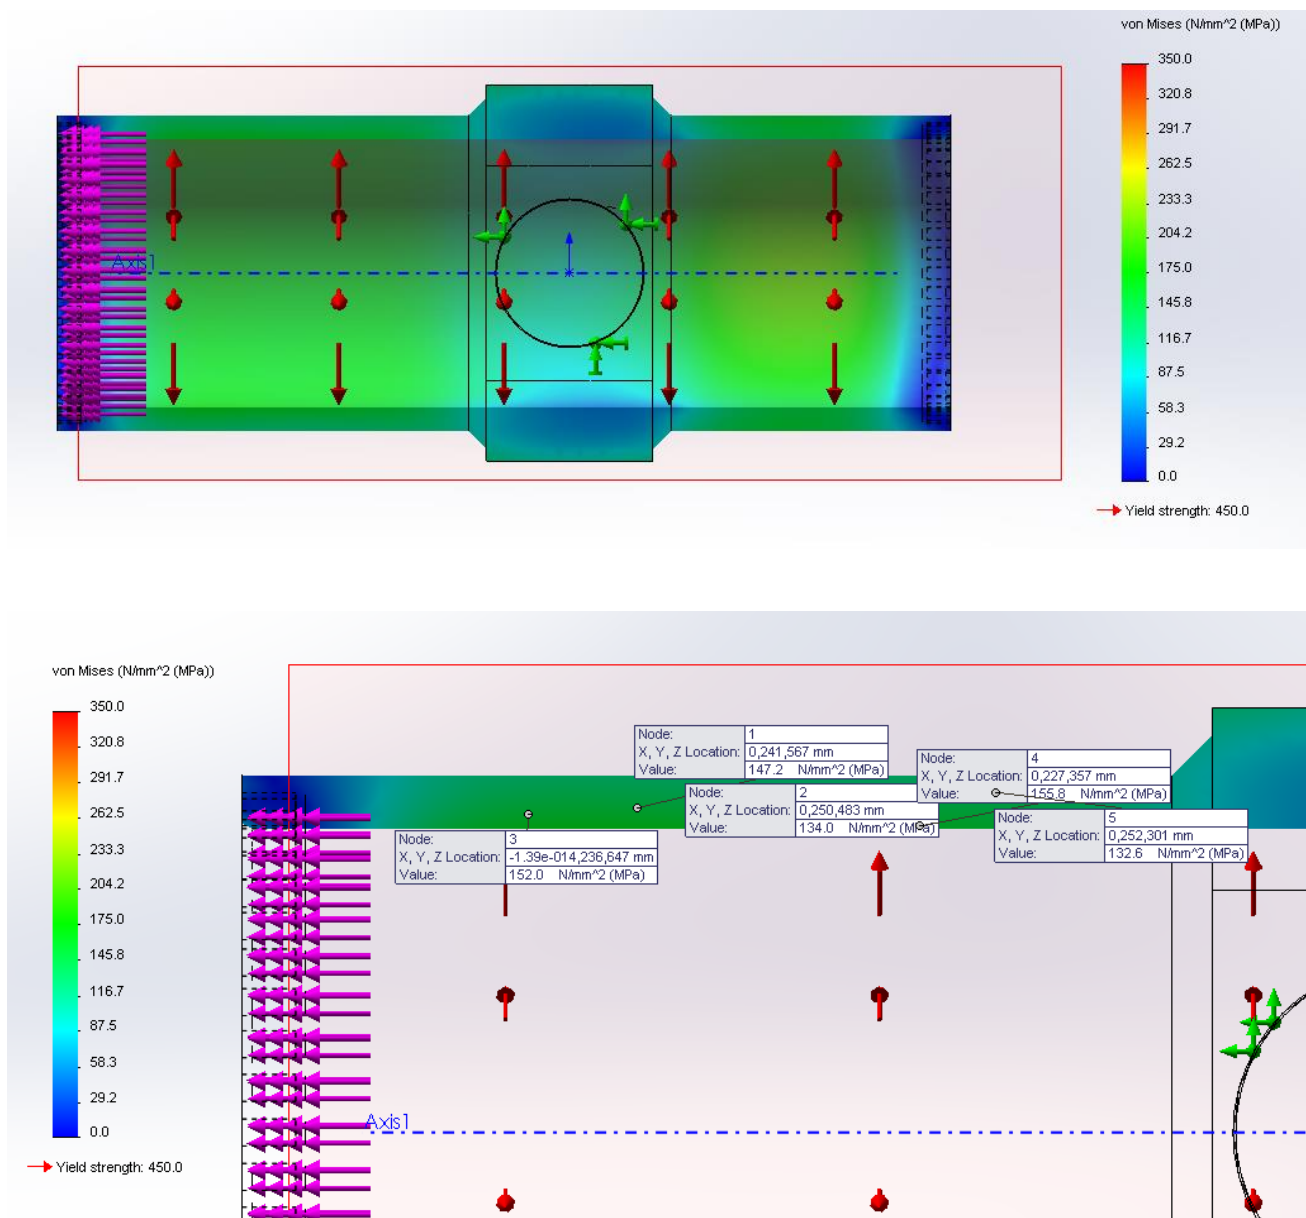 von Mises (N/mm^2 (MPa))
350.0
320.8
291.7
262.5
233.3
204.2
175.0
145.8
116.7
87.5
58.3
29.2
0.0
Yield strength: 450.0
Axis1
von Mises (N/mm^2 (MPa))
350.0
320.8
291.7
262.5
233.3
204.2
175.0
145.8
116.7
87.5
58.3
29.2
0.0
Yield strength: 450.0
Node: 1
X, Y, Z Location: 0,241,567 mm
Value: 147.2 N/mm^2 (MPa)
Node: 4
X, Y, Z Location: 0,227,357 mm
Value: 155.8 N/mm^2 (MPa)
Node: 2
X, Y, Z Location: 0,250,483 mm
Value: 134.0 N/mm^2 (MPa)
Node: 5
X, Y, Z Location: 0,252,301 mm
Value: 132.6 N/mm^2 (MPa)
Node: 3
X, Y, Z Location: -1.39e-014,236,647 mm
Value: 152.0 N/mm^2 (MPa)
Axis1